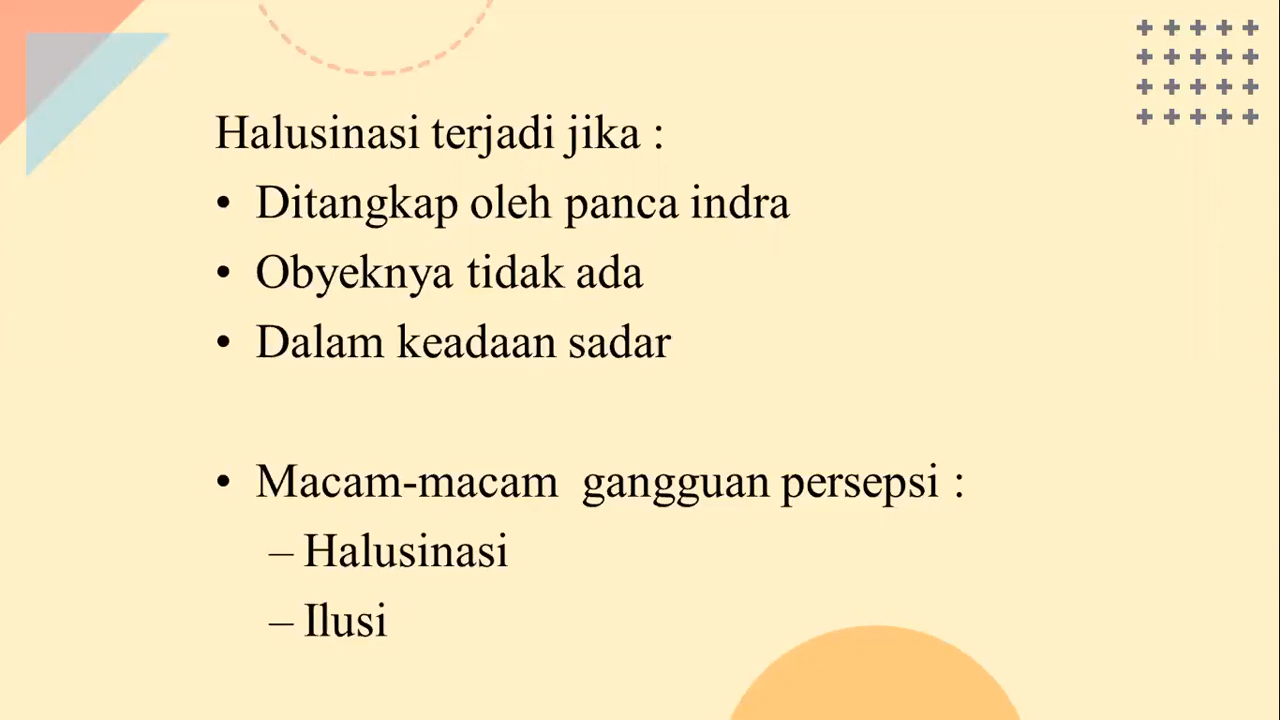 Halusinasi terjadi jika :
• Ditangkap oleh panca indra
• Obyeknya tidak ada
• Dalam keadaan sadar
• Macam-macam gangguan persepsi :
– Halusinasi
– Ilusi